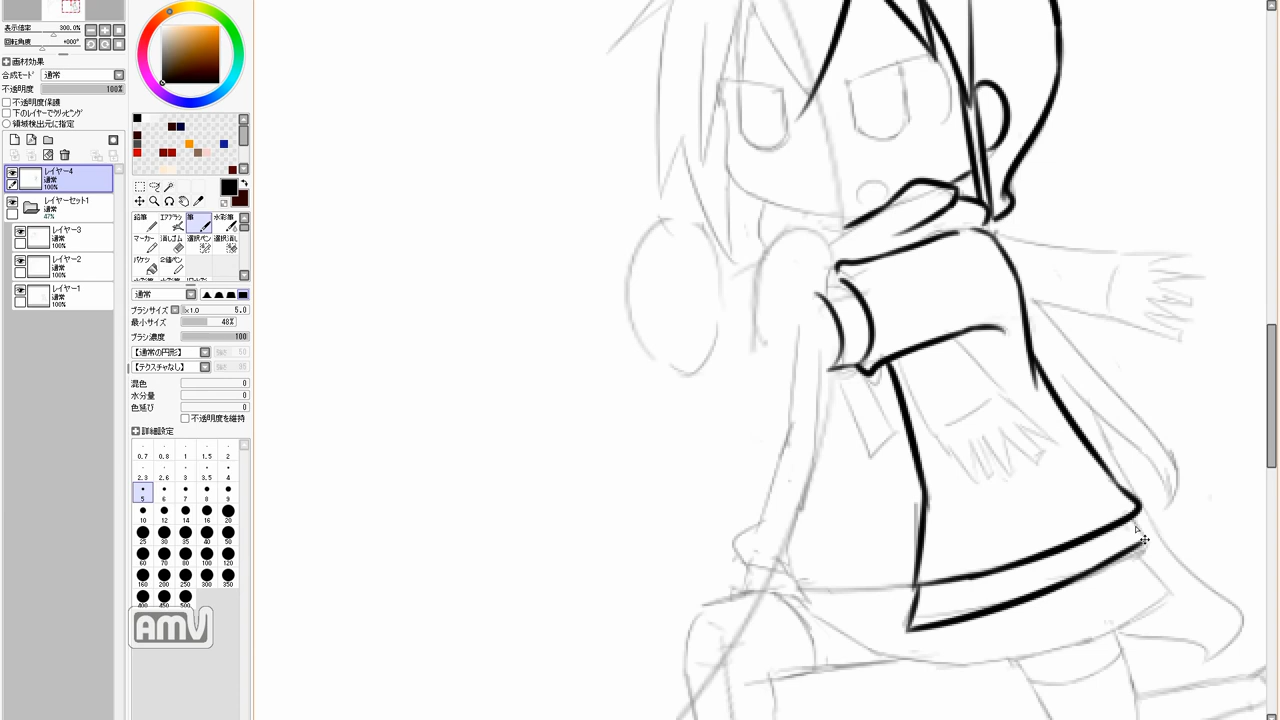 表示倍率 300.0%
回転角度 +000°
画材効果
合成モード 通常
不透明度 100%
不透明度保護
下のレイヤーでクリッピング
領域検出元に指定
レイヤー4
通常
100%
レイヤーセット1
通常
47%
レイヤー3
通常
100%
レイヤー2
通常
100%
レイヤー1
通常
100%
鉛筆 エアブラシ 筆 水彩筆
マーカー 消しゴム 選択ペン 選択消し
バケツ 2値ペン
通常
ブラシサイズ x1.0 5.0
最小サイズ 48%
ブラシ濃度 100
【通常の円形】 強さ 50
【テクスチャなし】 強さ 95
混色 0
水分量 0
色延び 0
不透明度を維持
詳細設定
0.7 0.8 1 1.5 2
2.3 2.6 3 3.5 4
5 6 7 8 9
10 12 14 16 20
25 30 35 40 50
60 70 80 100 120
160 200 250 300 350
400 450 500
AMV